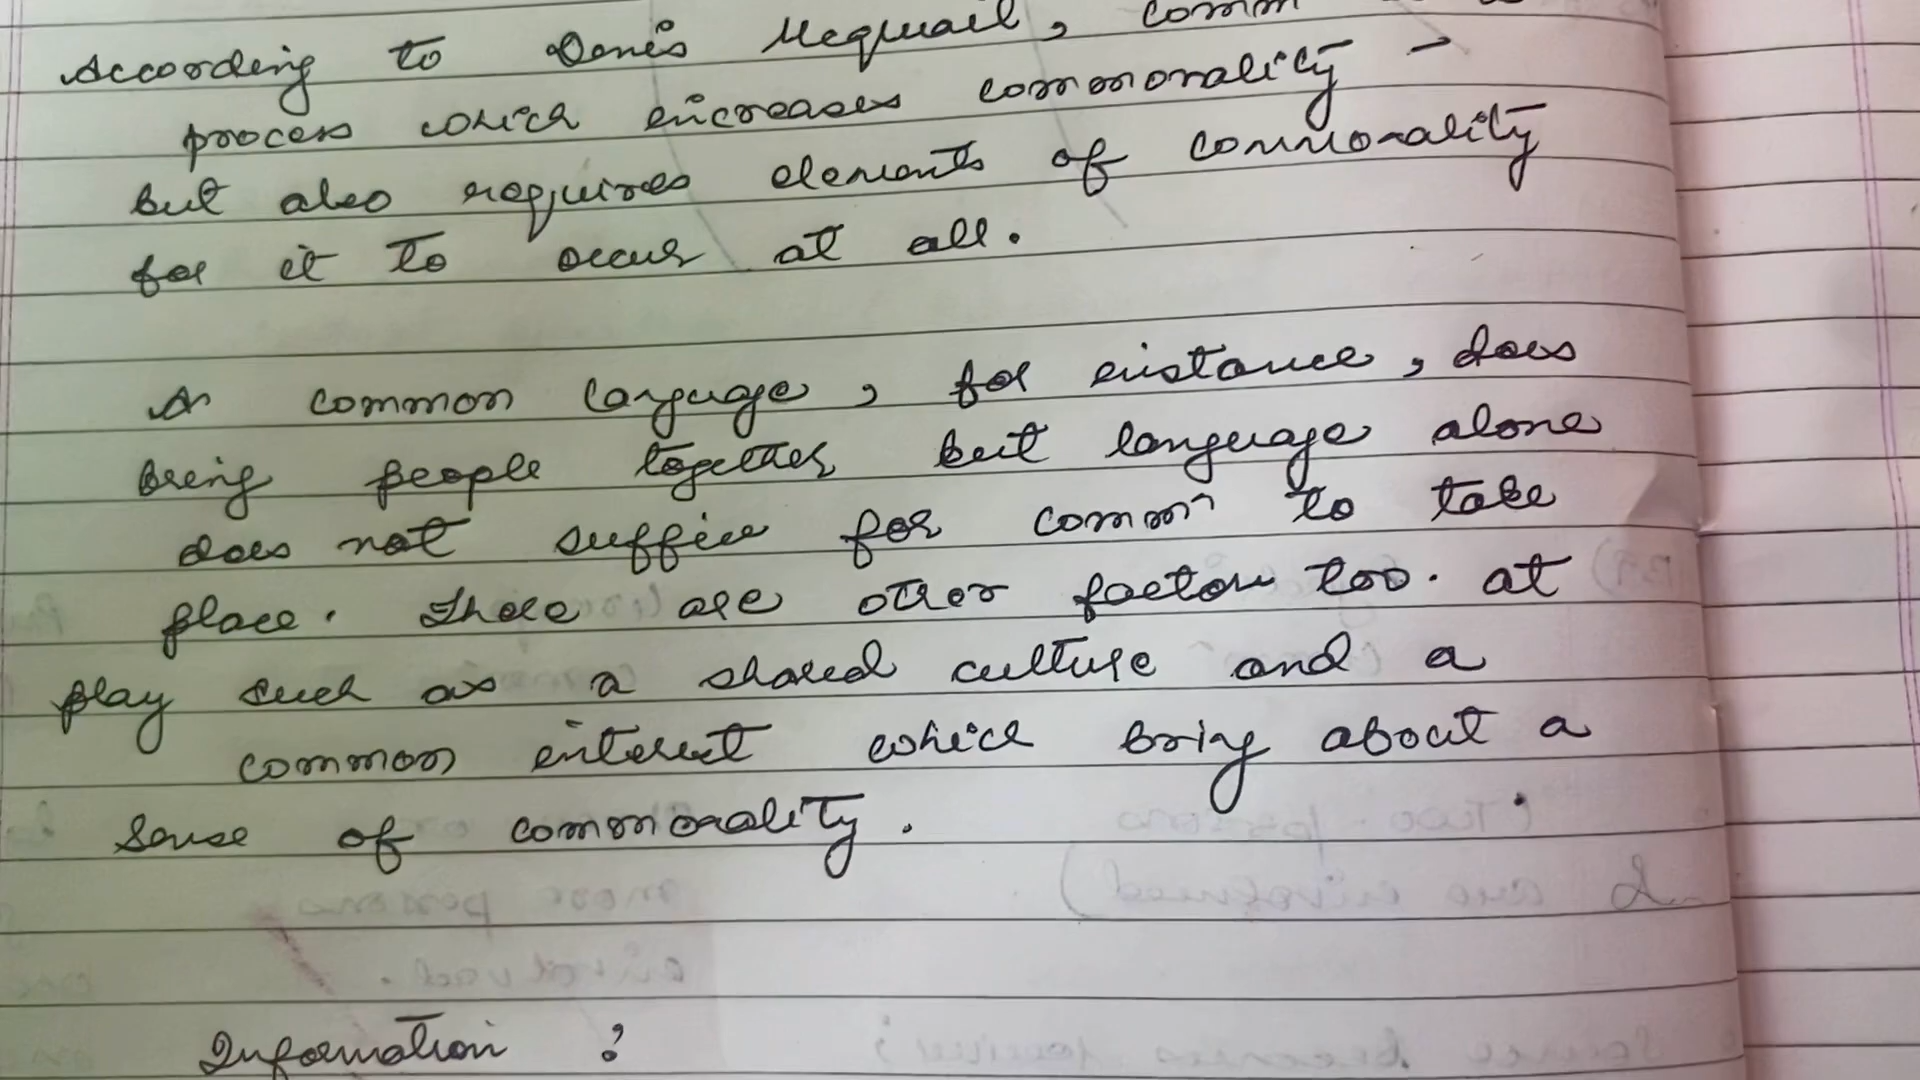 According to Denis Mcquail, comm
process which increases commonality -
but also requires elements of commonality
for it to occur at all.
A common language, for instance, does
bring people together but language alone
does not suffice for commn to take
place. There are other factors too. at
play such as a shared culture and a
common interest which bring about a
sense of commonality.
Information :